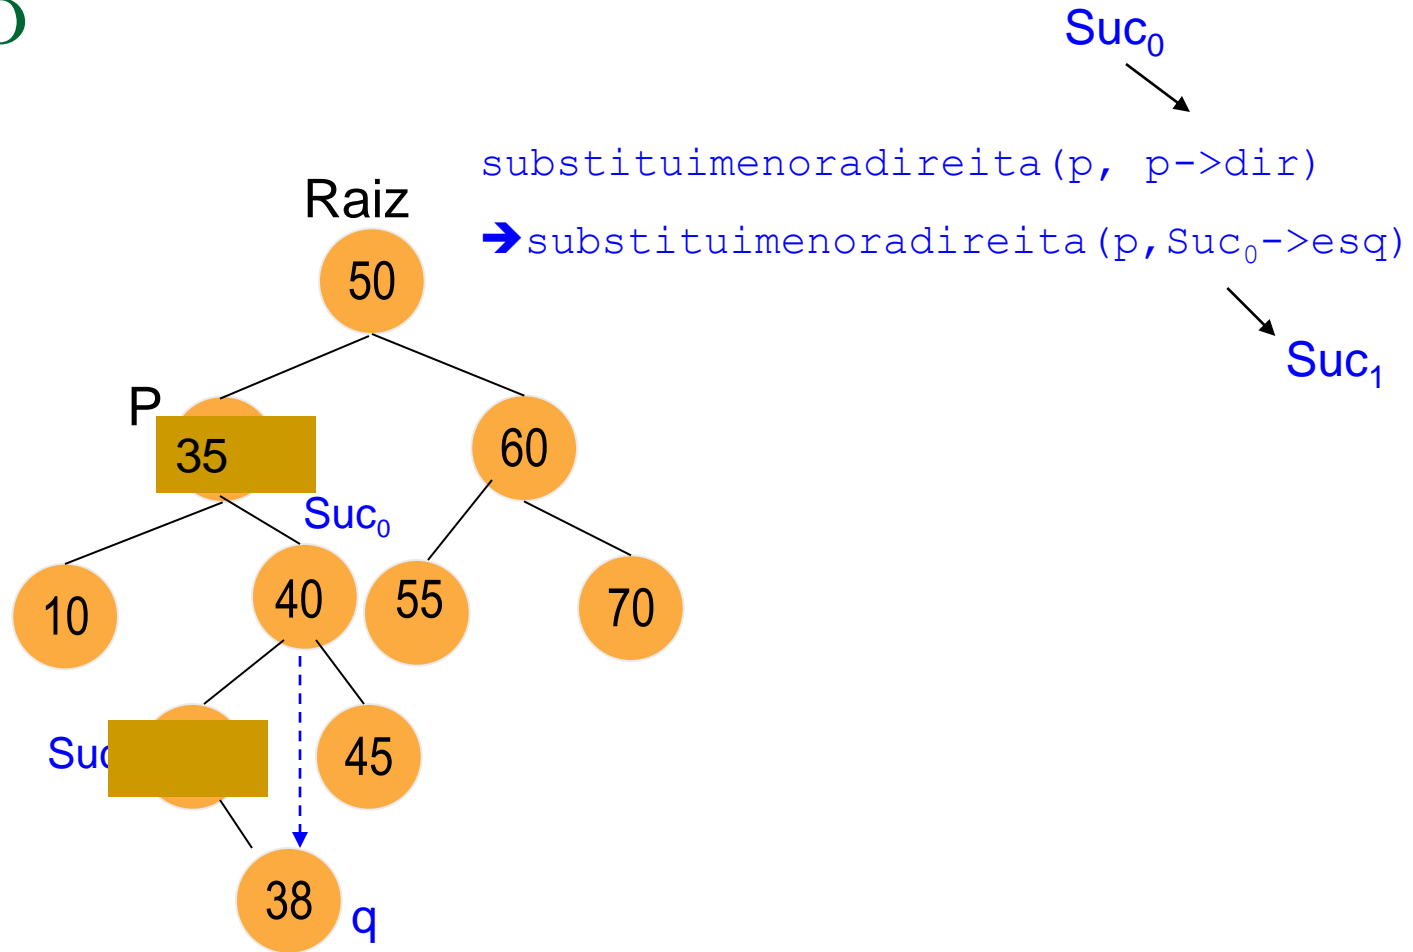 Suc₀
substituimenoradireita(p, p->dir)
Raiz
➔substituimenoradireita(p,Suc₀->esq)
50
Suc₁
P
35
60
Suc₀
10
40
55
70
45
38
q